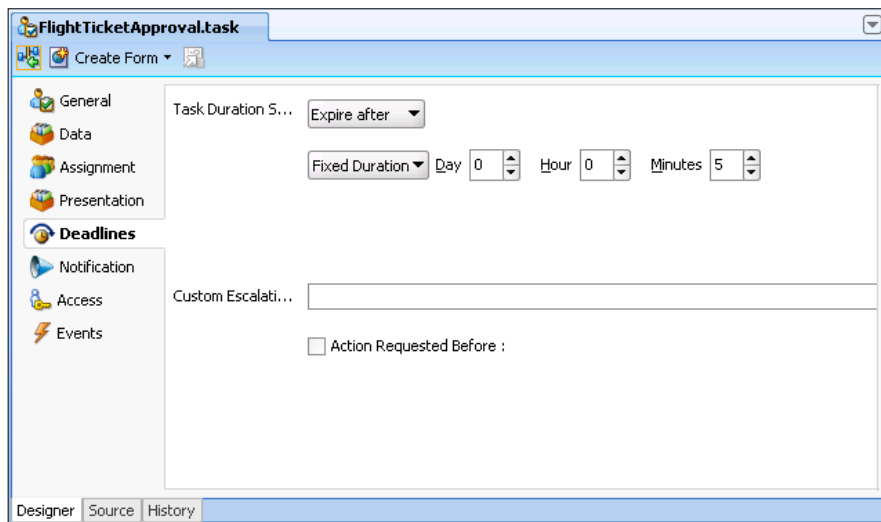 FlightTicketApproval.task
Create Form
General
Data
Assignment
Presentation
Deadlines
Notification
Access
Events
Task Duration S... Expire after
Fixed Duration Day 0 Hour 0 Minutes 5
Custom Escalati...
Action Requested Before :
Designer Source History